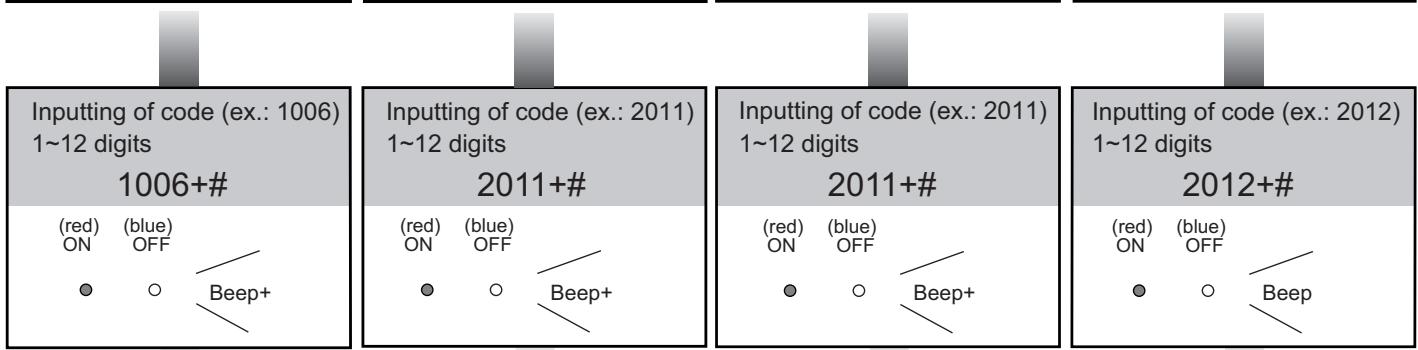 Inputting of code (ex.: 1006)
1~12 digits
1006+#
(red) (blue)
ON OFF
Beep+
Inputting of code (ex.: 2011)
1~12 digits
2011+#
(red) (blue)
ON OFF
Beep+
Inputting of code (ex.: 2011)
1~12 digits
2011+#
(red) (blue)
ON OFF
Beep+
Inputting of code (ex.: 2012)
1~12 digits
2012+#
(red) (blue)
ON OFF
Beep